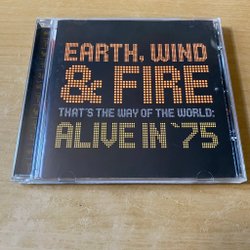 EARTH, WIND
& FIRE
THAT'S THE WAY OF THE WORLD:
ALIVE IN '75